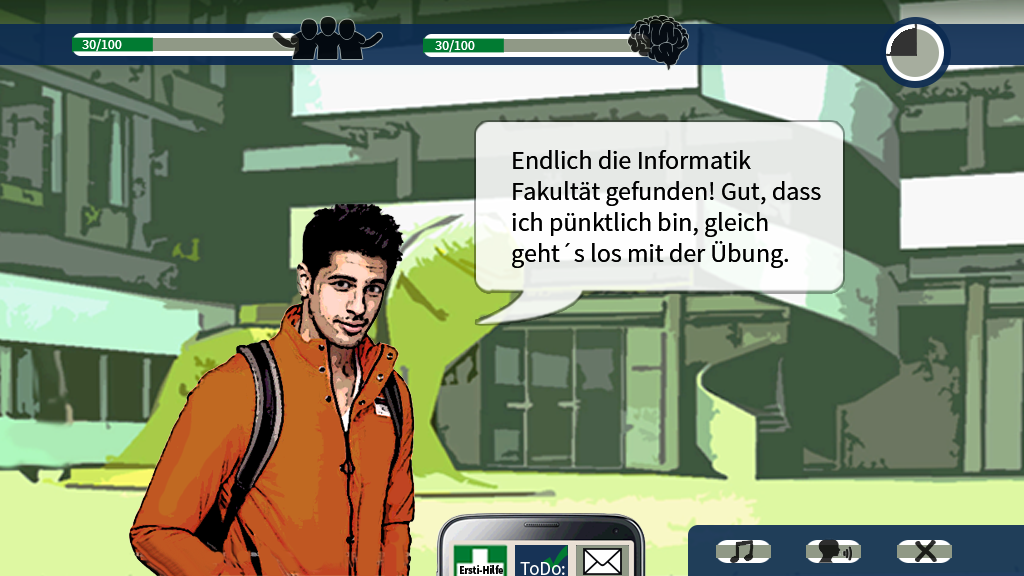 30/100
30/100
Endlich die Informatik
Fakultät gefunden! Gut, dass
ich pünktlich bin, gleich
geht´s los mit der Übung.
Ersti-Hilfe
ToDo: